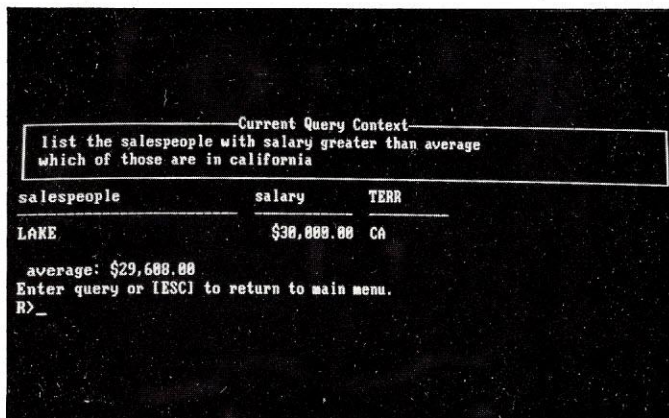 Current Query Context
list the salespeople with salary greater than average
which of those are in california
salespeople salary TERR
LAKE $30,000.00 CA
average: $29,608.00
Enter query or [ESC] to return to main menu.
R>_